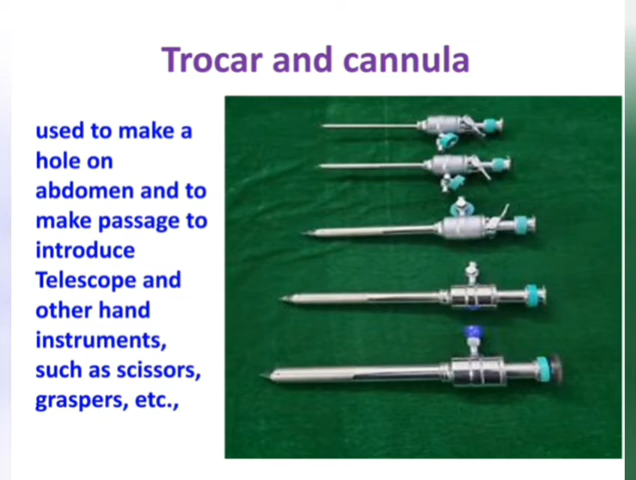 Trocar and cannula
used to make a
hole on
abdomen and to
make passage to
introduce
Telescope and
other hand
instruments,
such as scissors,
graspers, etc.,